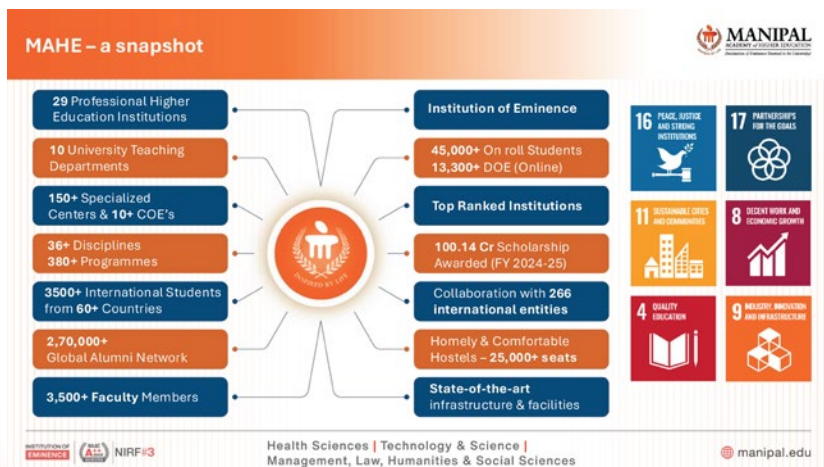 MAHE – a snapshot
MANIPAL
ACADEMY of HIGHER EDUCATION
29 Professional Higher
Education Institutions
10 University Teaching
Departments
150+ Specialized
Centers & 10+ COE's
36+ Disciplines
380+ Programmes
3500+ International Students
from 60+ Countries
2,70,000+
Global Alumni Network
3,500+ Faculty Members
INSPIRED BY LIFE
Institution of Eminence
45,000+ On roll Students
13,300+ DOE (Online)
Top Ranked Institutions
100.14 Cr Scholarship
Awarded (FY 2024-25)
Collaboration with 266
international entities
Homely & Comfortable
Hostels – 25,000+ seats
State-of-the-art
infrastructure & facilities
16 PEACE, JUSTICE
AND STRONG
INSTITUTIONS
17 PARTNERSHIPS
FOR THE GOALS
11 SUSTAINABLE CITIES
AND COMMUNITIES
8 DECENT WORK AND
ECONOMIC GROWTH
4 QUALITY
EDUCATION
9 INDUSTRY, INNOVATION
AND INFRASTRUCTURE
INSTITUTION OF
EMINENCE
NAAC
A++
NIRF#3
Health Sciences | Technology & Science |
Management, Law, Humanities & Social Sciences
manipal.edu